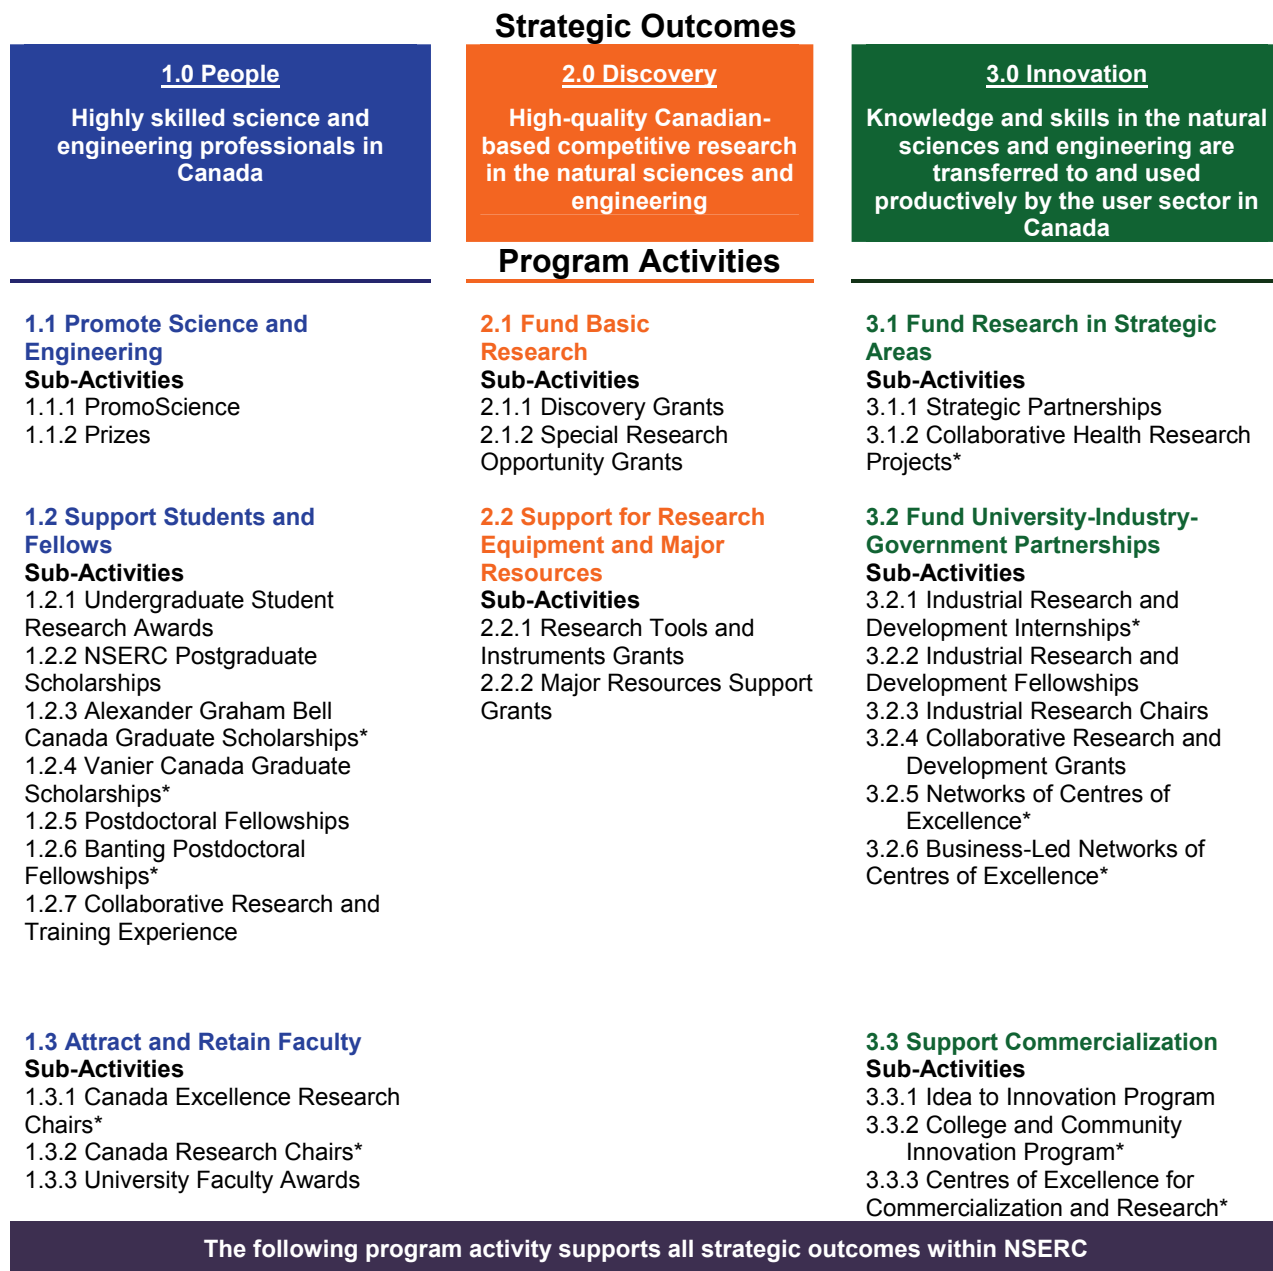 Strategic Outcomes
1.0 People
Highly skilled science and
engineering professionals in
Canada
2.0 Discovery
High-quality Canadian-
based competitive research
in the natural sciences and
engineering
3.0 Innovation
Knowledge and skills in the natural
sciences and engineering are
transferred to and used
productively by the user sector in
Canada
Program Activities
1.1 Promote Science and
Engineering
Sub-Activities
1.1.1 PromoScience
1.1.2 Prizes
2.1 Fund Basic
Research
Sub-Activities
2.1.1 Discovery Grants
2.1.2 Special Research
Opportunity Grants
3.1 Fund Research in Strategic
Areas
Sub-Activities
3.1.1 Strategic Partnerships
3.1.2 Collaborative Health Research
Projects*
1.2 Support Students and
Fellows
Sub-Activities
1.2.1 Undergraduate Student
Research Awards
1.2.2 NSERC Postgraduate
Scholarships
1.2.3 Alexander Graham Bell
Canada Graduate Scholarships*
1.2.4 Vanier Canada Graduate
Scholarships*
1.2.5 Postdoctoral Fellowships
1.2.6 Banting Postdoctoral
Fellowships*
1.2.7 Collaborative Research and
Training Experience
2.2 Support for Research
Equipment and Major
Resources
Sub-Activities
2.2.1 Research Tools and
Instruments Grants
2.2.2 Major Resources Support
Grants
3.2 Fund University-Industry-
Government Partnerships
Sub-Activities
3.2.1 Industrial Research and
Development Internships*
3.2.2 Industrial Research and
Development Fellowships
3.2.3 Industrial Research Chairs
3.2.4 Collaborative Research and
Development Grants
3.2.5 Networks of Centres of
Excellence*
3.2.6 Business-Led Networks of
Centres of Excellence*
1.3 Attract and Retain Faculty
Sub-Activities
1.3.1 Canada Excellence Research
Chairs*
1.3.2 Canada Research Chairs*
1.3.3 University Faculty Awards
3.3 Support Commercialization
Sub-Activities
3.3.1 Idea to Innovation Program
3.3.2 College and Community
Innovation Program*
3.3.3 Centres of Excellence for
Commercialization and Research*
The following program activity supports all strategic outcomes within NSERC